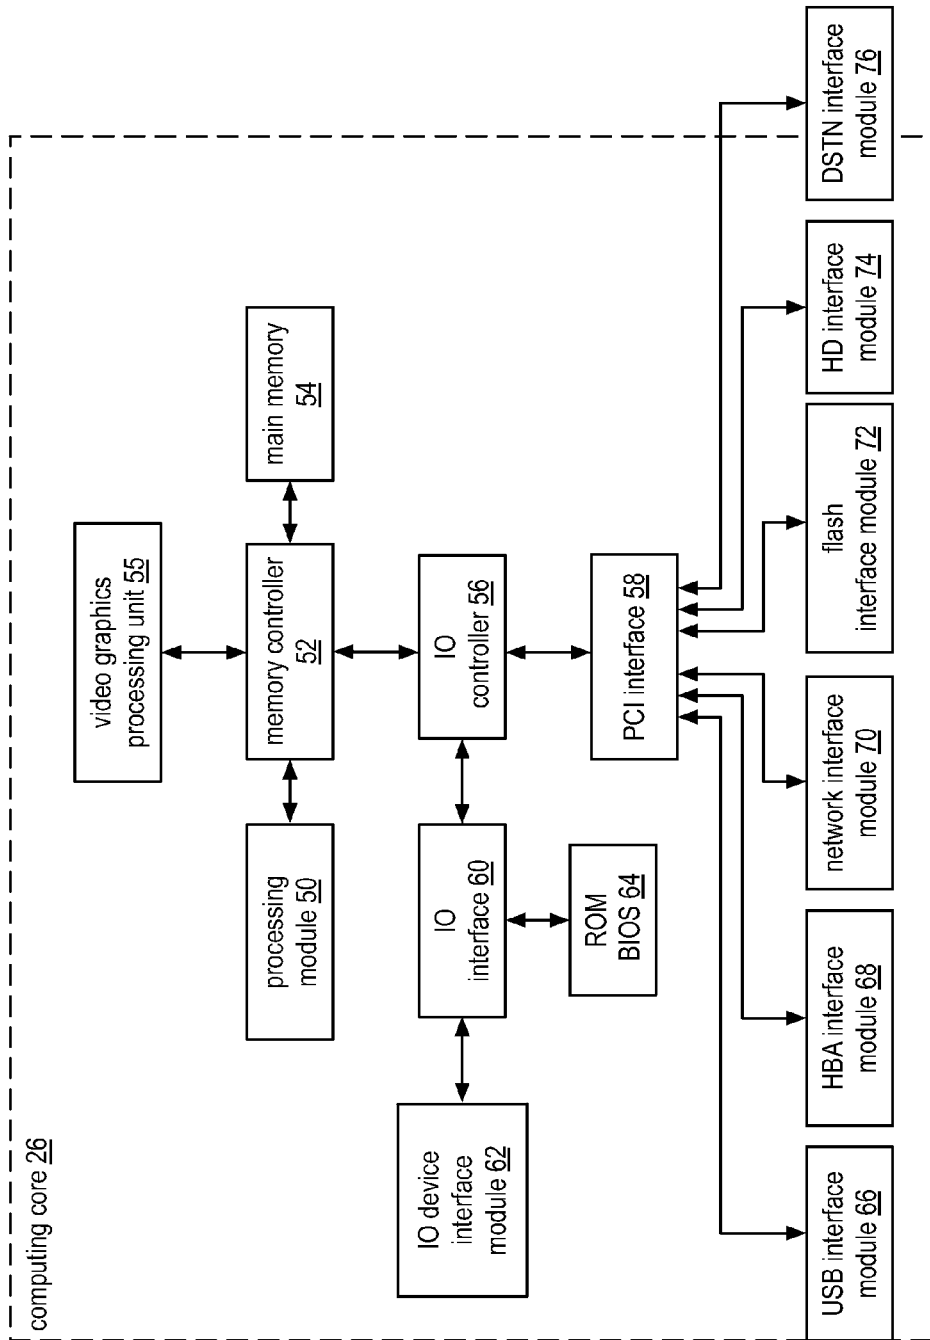 computing core 26
video graphics
processing unit 55
processing
module 50
memory controller
52
main memory
54
IO device
interface
module 62
IO
interface 60
IO
controller 56
ROM
BIOS 64
PCI interface 58
USB interface
module 66
HBA interface
module 68
network interface
module 70
flash
interface module 72
HD interface
module 74
DSTN interface
module 76